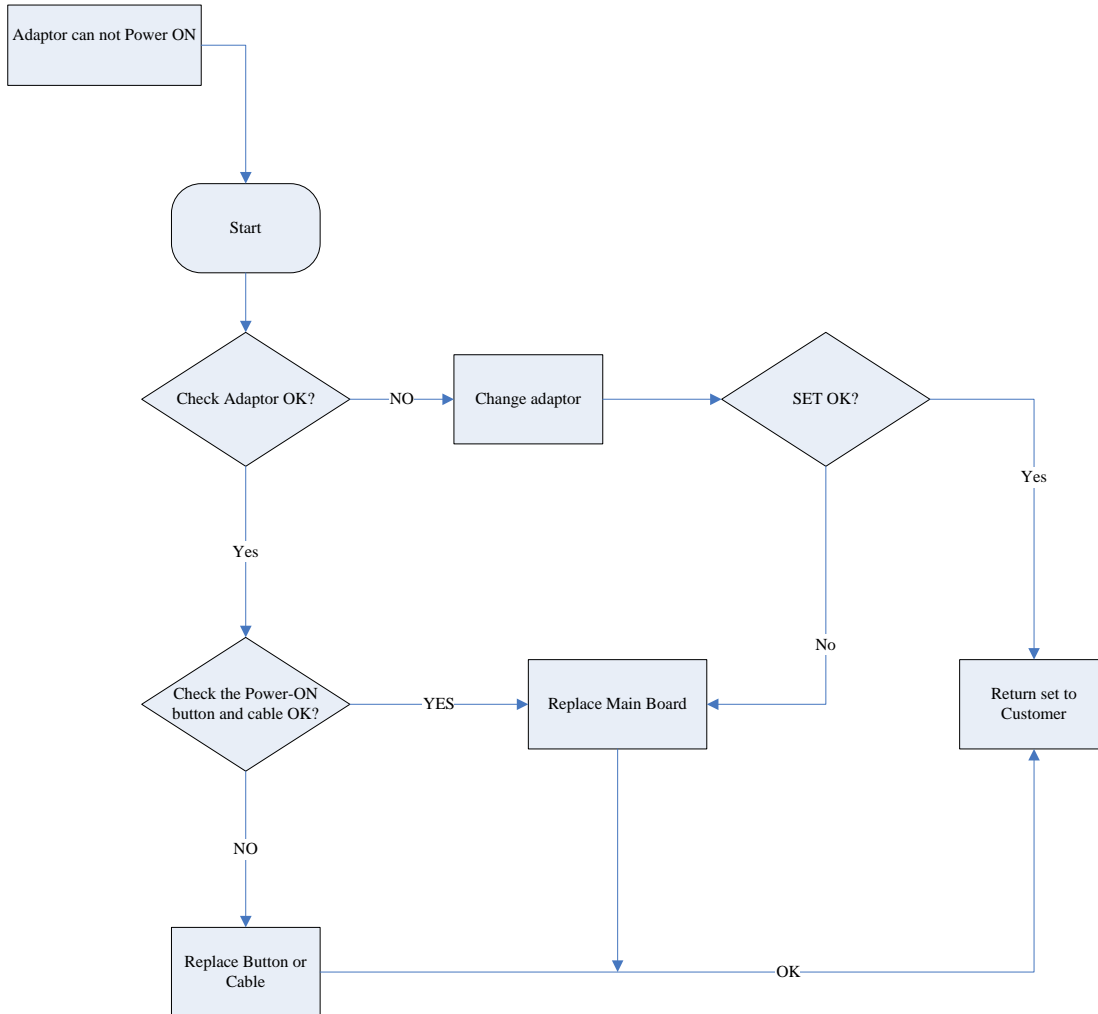 Adaptor can not Power ON
Start
Check Adaptor OK?
NO
Change adaptor
SET OK?
Yes
Yes
No
Check the Power-ON
button and cable OK?
YES
Replace Main Board
Return set to
Customer
NO
Replace Button or
Cable
OK